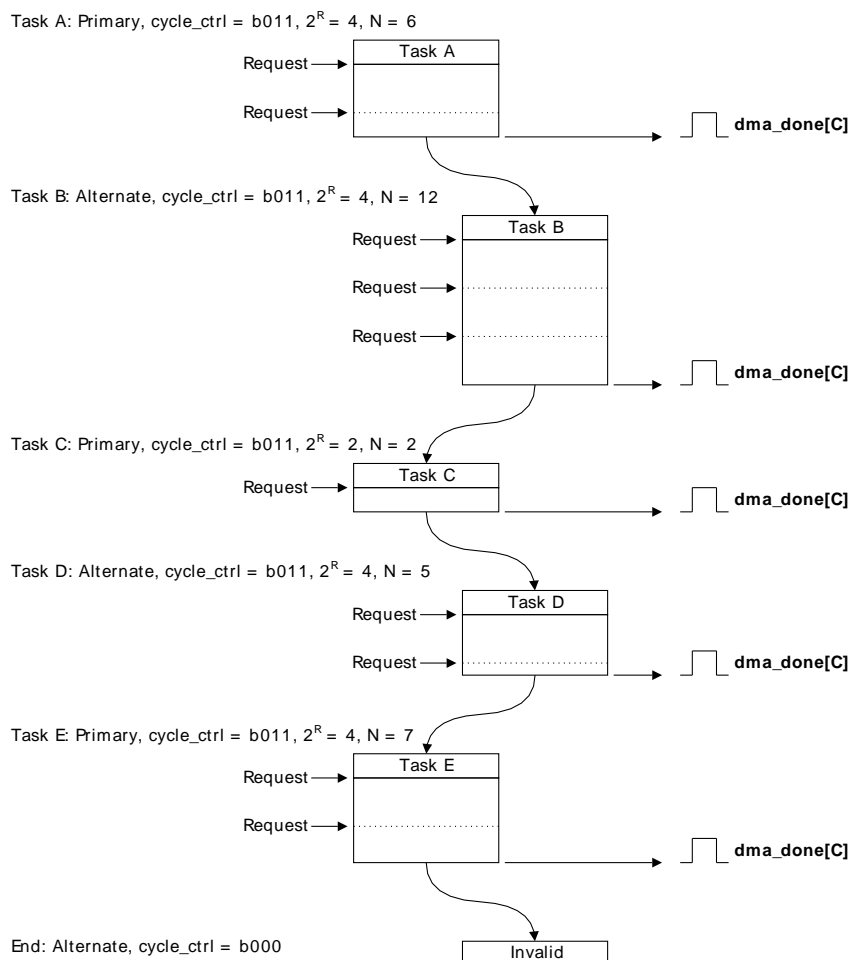 Task A: Primary, cycle_ctrl = b011, 2^R = 4, N = 6
Task A
Request
Request
dma_done[C]
Task B: Alternate, cycle_ctrl = b011, 2^R = 4, N = 12
Task B
Request
Request
Request
dma_done[C]
Task C: Primary, cycle_ctrl = b011, 2^R = 2, N = 2
Task C
Request
dma_done[C]
Task D: Alternate, cycle_ctrl = b011, 2^R = 4, N = 5
Task D
Request
Request
dma_done[C]
Task E: Primary, cycle_ctrl = b011, 2^R = 4, N = 7
Task E
Request
Request
dma_done[C]
End: Alternate, cycle_ctrl = b000
Invalid